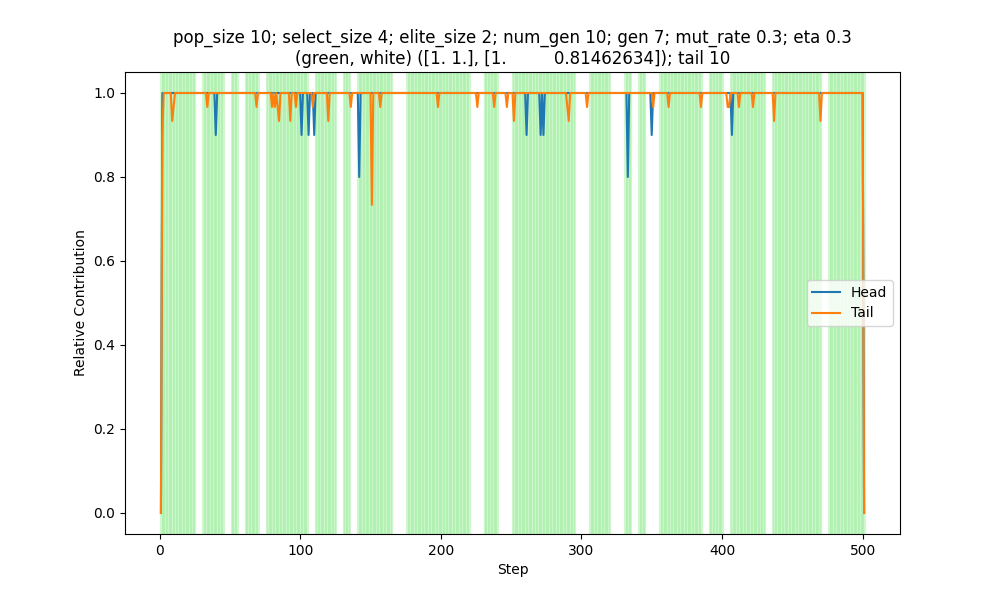 pop_size 10; select_size 4; elite_size 2; num_gen 10; gen 7; mut_rate 0.3; eta 0.3
(green, white) ([1. 1.], [1.         0.81462634]); tail 10
1.0
0.8
0.6
0.4
0.2
0.0
Relative Contribution
Head
Tail
0
100
200
300
400
500
Step